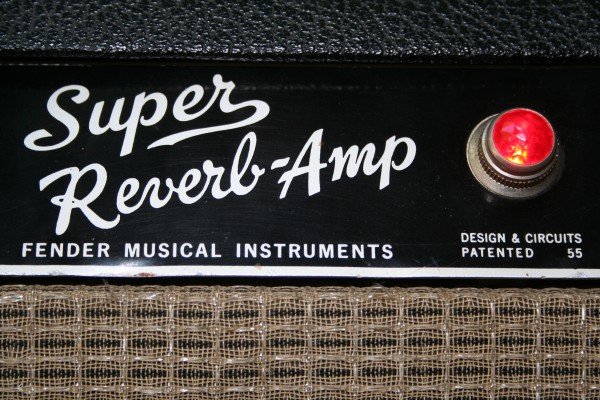 Super
Reverb-Amp
FENDER MUSICAL INSTRUMENTS
DESIGN & CIRCUITS
PATENTED 55